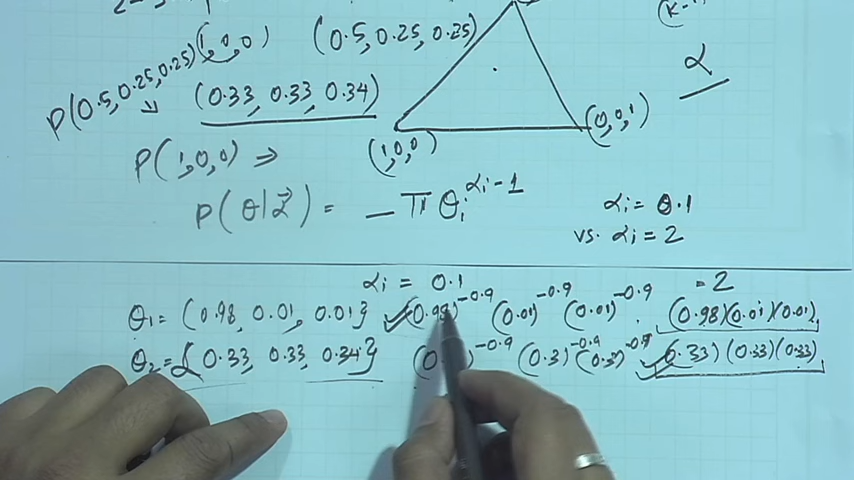 (1,0,0) (0.5, 0.25, 0.25)
P(0.5, 0.25, 0.25)
(0.33, 0.33, 0.34)
α
(1,0,0) (0,0,1)
P(1,0,0) ⇒
P(θ|α⃗) = — π θi^αi-1
αi = 0.1
vs. αi = 2
αi = 0.1 = 2
θ1 = {0.98, 0.01, 0.01} ✓ (0.98)^-0.9 (0.01)^-0.9 (0.01)^-0.9 (0.98)(0.01)(0.01)
θ2 = { 0.33, 0.33, 0.34} (0. )^-0.9 (0.3)^-0.9 (0.33) ✓ (0.33) (0.33)(0.33)